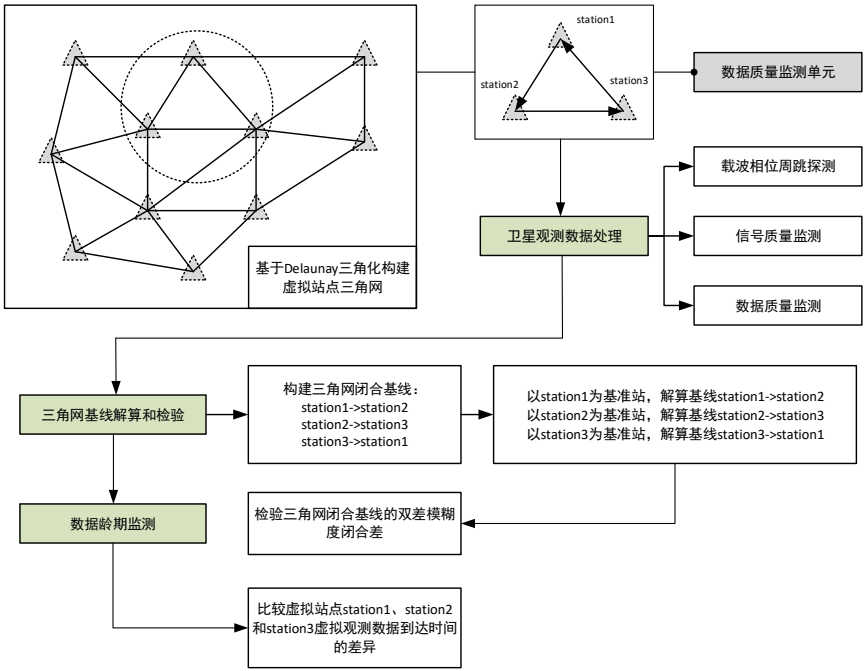 station1
station2
station3
数据质量监测单元
载波相位周跳探测
卫星观测数据处理
信号质量监测
基于Delaunay三角化构建
虚拟站点三角网
数据质量监测
三角网基线解算和检验
构建三角网闭合基线：
station1->station2
station2->station3
station3->station1
以station1为基准站，解算基线station1->station2
以station2为基准站，解算基线station2->station3
以station3为基准站，解算基线station3->station1
数据龄期监测
检验三角网闭合基线的双差模糊
度闭合差
比较虚拟站点station1、station2
和station3虚拟观测数据到达时间
的差异